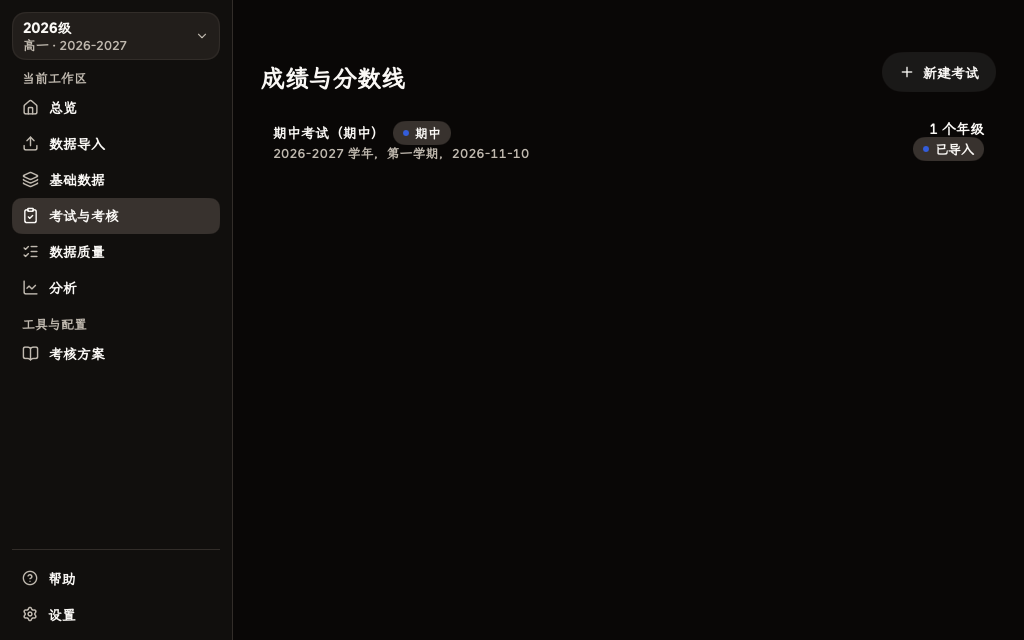 2026级
高一 · 2026-2027
当前工作区
总览
数据导入
基础数据
考试与考核
数据质量
分析
工具与配置
考核方案
帮助
设置
成绩与分数线
新建考试
期中考试（期中） 期中
2026-2027 学年，第一学期，2026-11-10
1 个年级
已导入